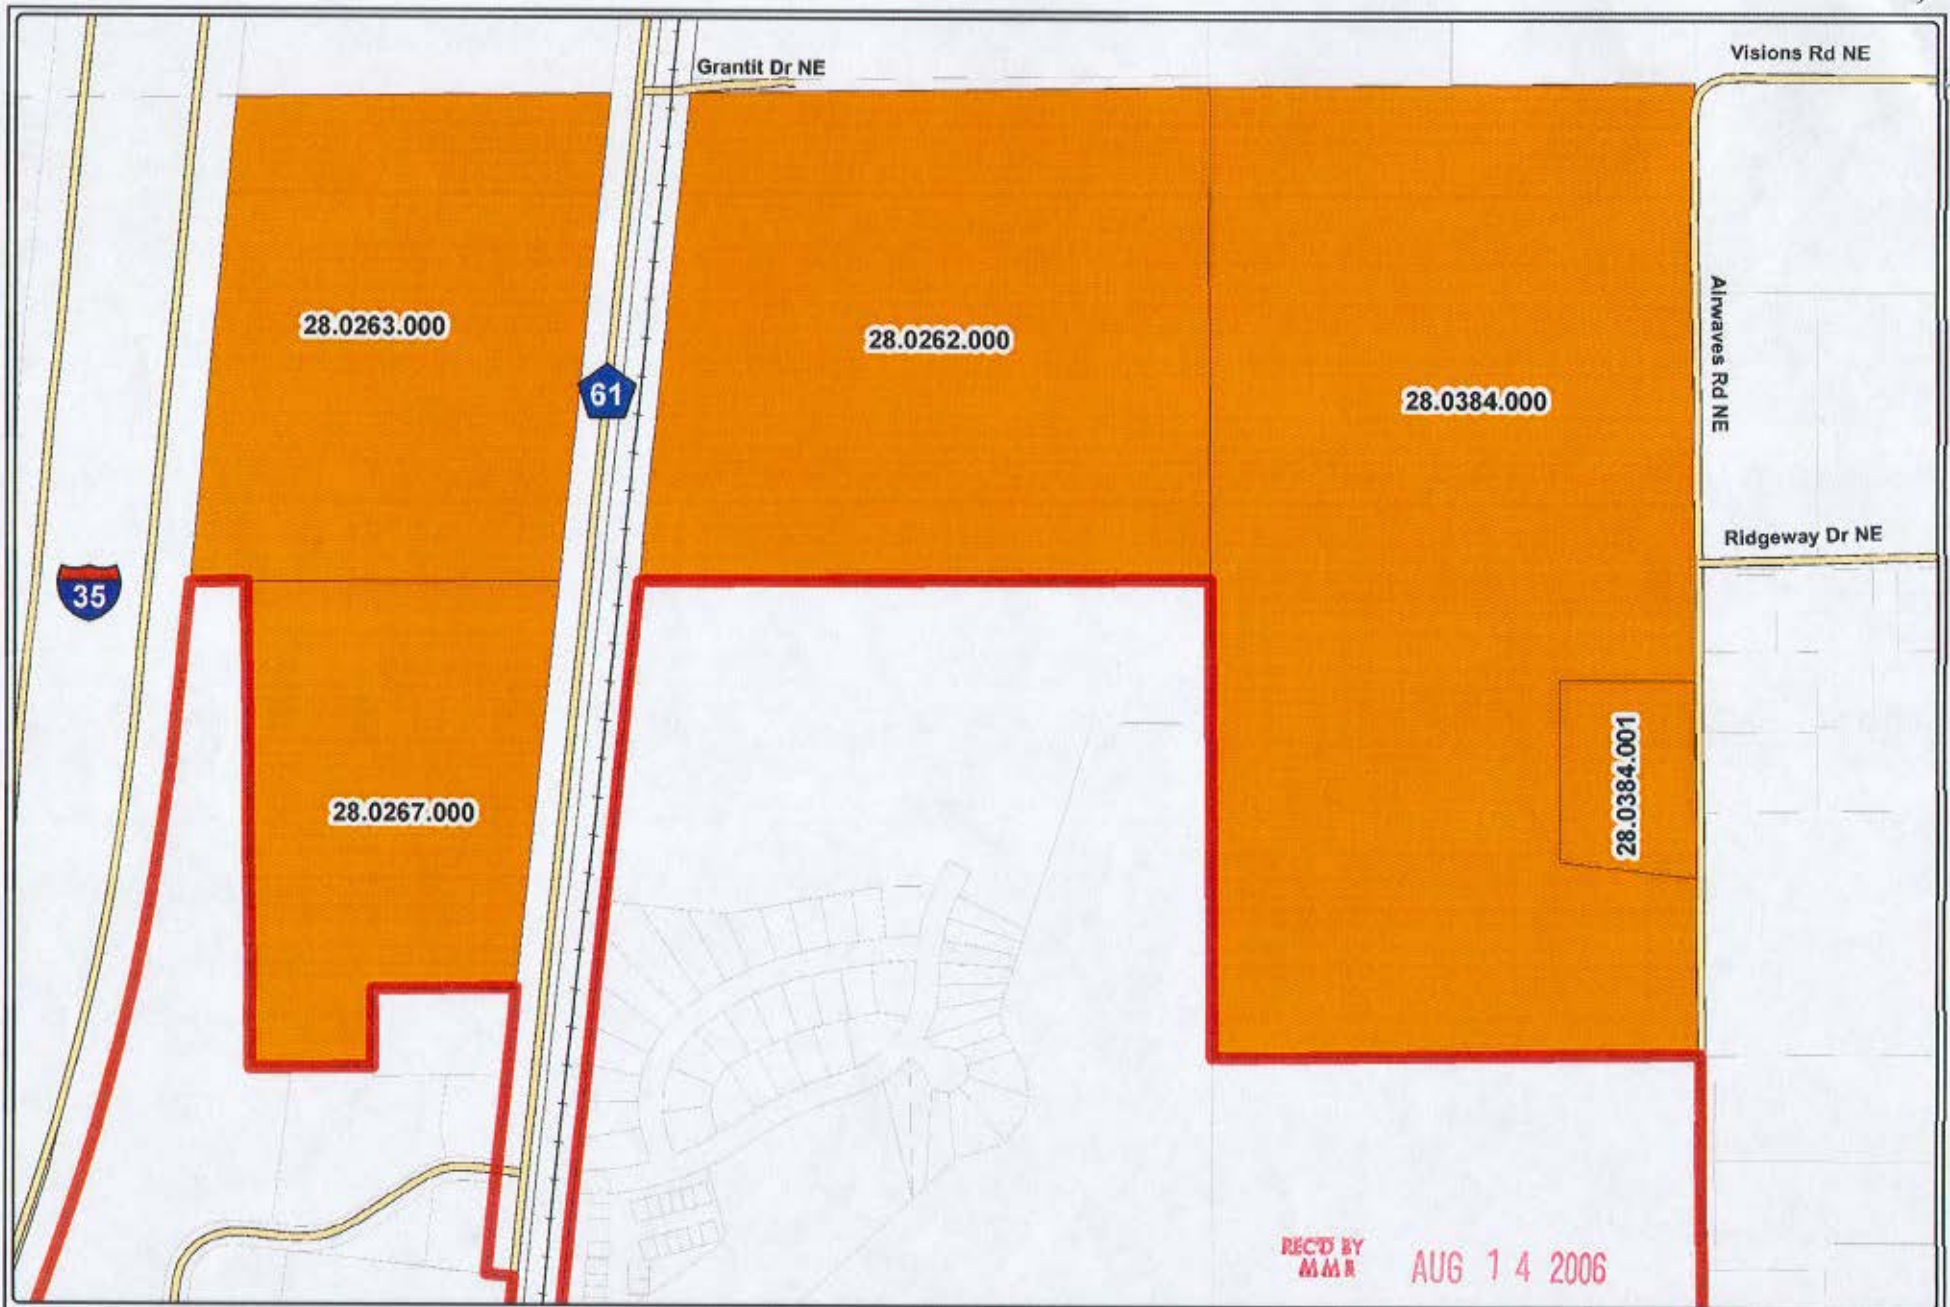 Visions Rd NE
Grantit Dr NE
28.0263.000
28.0262.000
61
28.0384.000
Airwaves Rd NE
Ridgeway Dr NE
35
28.0267.000
28.0384.001
REC'D BY
MMR
AUG 14 2006